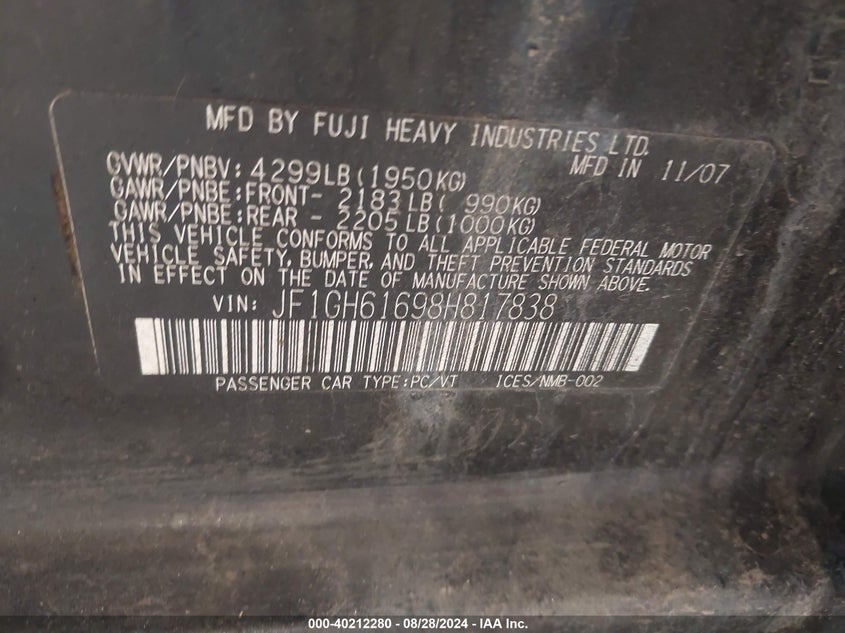 MFD BY FUJI HEAVY INDUSTRIES LTD.
MFD IN 11/07
GVWR/PNBV: 4299LB(1950KG)
GAWR/PNBE:FRONT- 2183LB( 990KG)
GAWR/PNBE:REAR - 2205LB(1000KG)
THIS VEHICLE CONFORMS TO ALL APPLICABLE FEDERAL MOTOR
VEHICLE SAFETY, BUMPER, AND THEFT PREVENTION STANDARDS
IN EFFECT ON THE DATE OF MANUFACTURE SHOWN ABOVE.
VIN: JF1GH61698H817838
PASSENGER CAR TYPE:PC/VT ICES/NMB-002
000-40212280 - 08/28/2024 - IAA Inc.